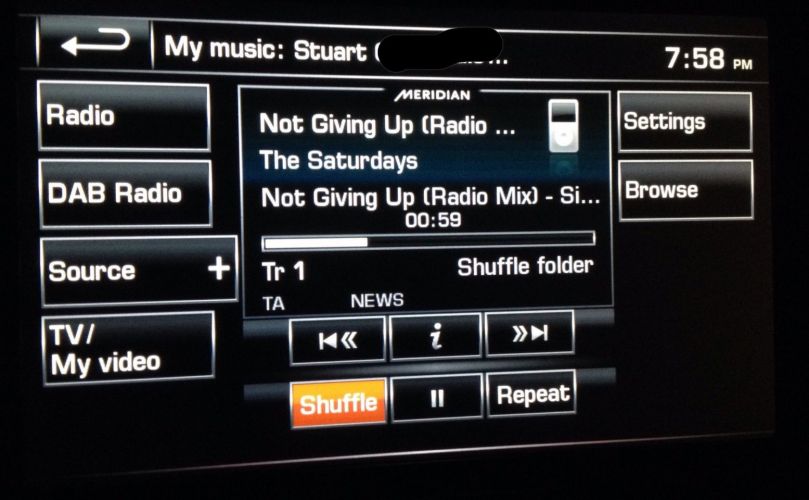 My music: Stuart
7:58 PM
Radio
DAB Radio
Source +
TV/
My video
MERIDIAN
Not Giving Up (Radio ...
The Saturdays
Not Giving Up (Radio Mix) - Si...
00:59
Tr 1
Shuffle folder
TA NEWS
i
Shuffle
Repeat
Settings
Browse